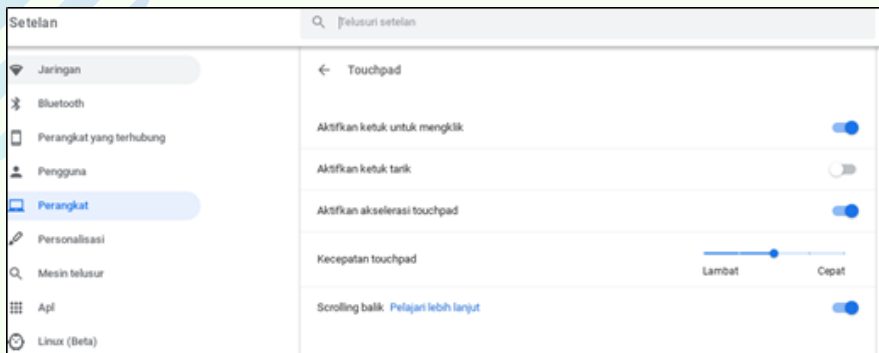 Setelan
Telusuri setelan
Jaringan
Bluetooth
Perangkat yang terhubung
Pengguna
Perangkat
Personalisasi
Mesin telusur
Apl
Linux (Beta)
Touchpad
Aktifkan ketuk untuk mengklik
Aktifkan ketuk tarik
Aktifkan akselerasi touchpad
Kecepatan touchpad
Lambat Cepat
Scrolling balik Pelajari lebih lanjut